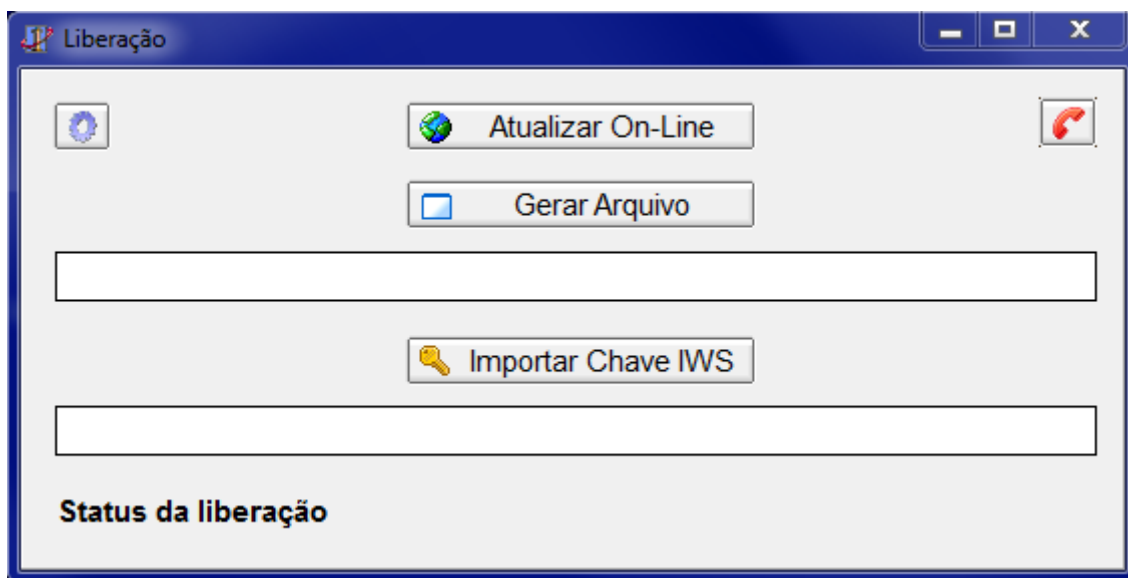 Liberação
Atualizar On-Line
Gerar Arquivo
Importar Chave IWS
Status da liberação